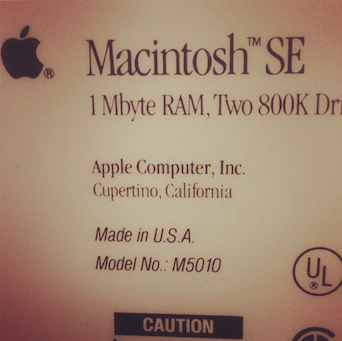 Macintosh™ SE
1 Mbyte RAM, Two 800K
Apple Computer, Inc.
Cupertino, California
Made in U.S.A.
Model No.: M5010
UL
®
CAUTION